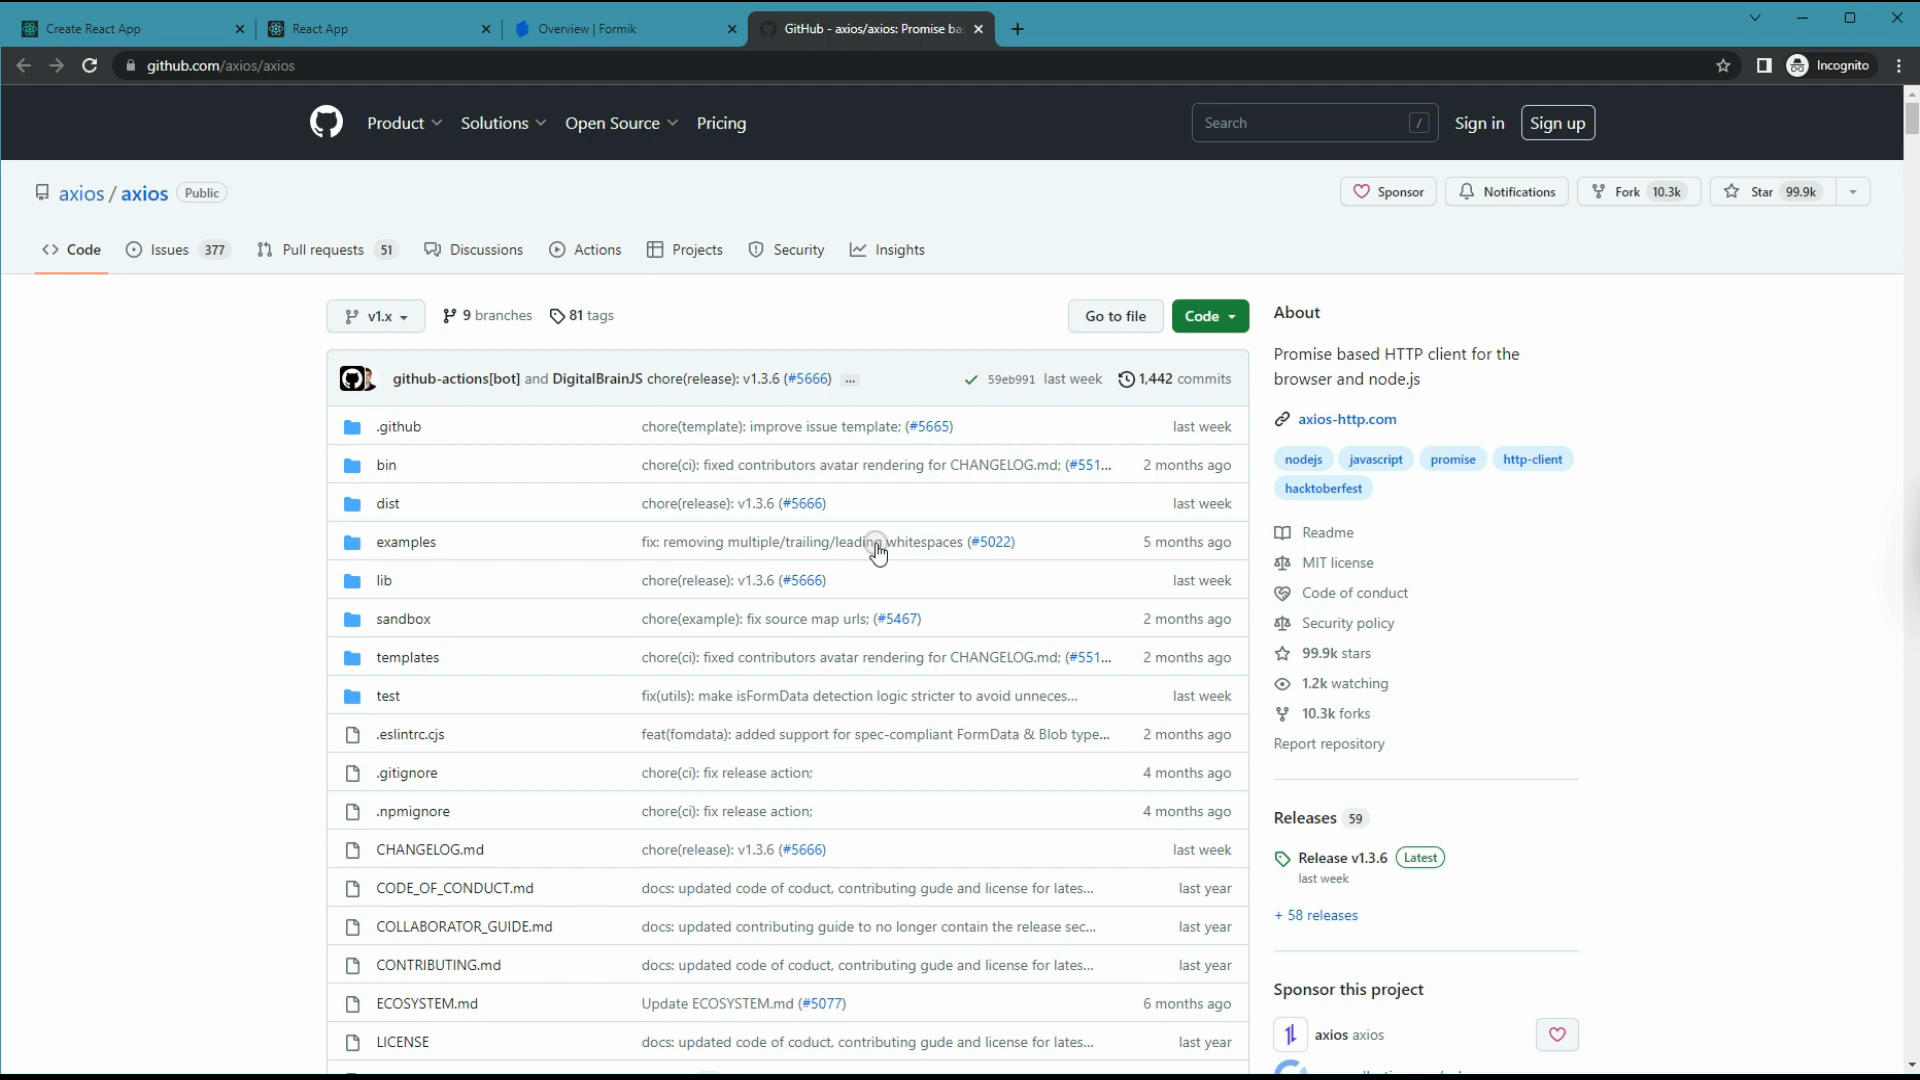 Create React App
React App
Overview | Formik
GitHub - axios/axios: Promise ba
github.com/axios/axios
Incognito
Product
Solutions
Open Source
Pricing
Search /
Sign in
Sign up
axios / axios Public
Sponsor
Notifications
Fork 10.3k
Star 99.9k
Code
Issues 377
Pull requests 51
Discussions
Actions
Projects
Security
Insights
v1.x
9 branches
81 tags
Go to file
Code
github-actions[bot] and DigitalBrainJS chore(release): v1.3.6 (#5666) ...
59eb991 last week
1,442 commits
.github chore(template): improve issue template; (#5665) last week
bin chore(ci): fixed contributors avatar rendering for CHANGELOG.md; (#551... 2 months ago
dist chore(release): v1.3.6 (#5666) last week
examples fix: removing multiple/trailing/leading whitespaces (#5022) 5 months ago
lib chore(release): v1.3.6 (#5666) last week
sandbox chore(example): fix source map urls; (#5467) 2 months ago
templates chore(ci): fixed contributors avatar rendering for CHANGELOG.md; (#551... 2 months ago
test fix(utils): make isFormData detection logic stricter to avoid unneces... last week
.eslintrc.cjs feat(fomdata): added support for spec-compliant FormData & Blob type... 2 months ago
.gitignore chore(ci): fix release action; 4 months ago
.npmignore chore(ci): fix release action; 4 months ago
CHANGELOG.md chore(release): v1.3.6 (#5666) last week
CODE_OF_CONDUCT.md docs: updated code of coduct, contributing gude and license for lates... last year
COLLABORATOR_GUIDE.md docs: updated contributing guide to no longer contain the release sec... last year
CONTRIBUTING.md docs: updated code of coduct, contributing gude and license for lates... last year
ECOSYSTEM.md Update ECOSYSTEM.md (#5077) 6 months ago
LICENSE docs: updated code of coduct, contributing gude and license for lates... last year
About
Promise based HTTP client for the
browser and node.js
axios-http.com
nodejs javascript promise http-client
hacktoberfest
Readme
MIT license
Code of conduct
Security policy
99.9k stars
1.2k watching
10.3k forks
Report repository
Releases 59
Release v1.3.6 Latest
last week
+ 58 releases
Sponsor this project
axios axios